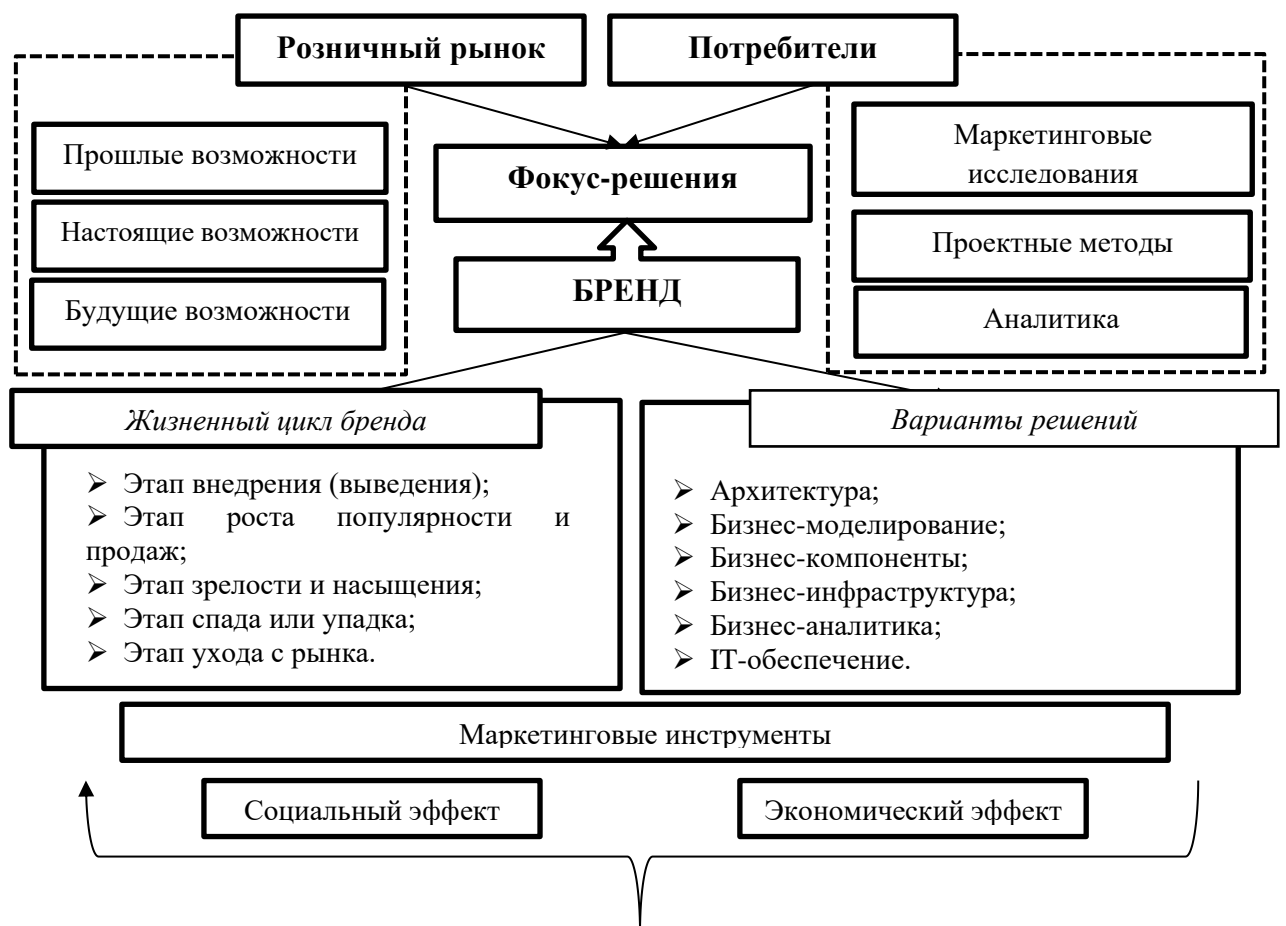 Розничный рынок
Потребители
Прошлые возможности
Настоящие возможности
Будущие возможности
Фокус-решения
БРЕНД
Маркетинговые
исследования
Проектные методы
Аналитика
Жизненный цикл бренда
➢ Этап внедрения (выведения);
➢ Этап роста популярности и
продаж;
➢ Этап зрелости и насыщения;
➢ Этап спада или упадка;
➢ Этап ухода с рынка.
Варианты решений
➢ Архитектура;
➢ Бизнес-моделирование;
➢ Бизнес-компоненты;
➢ Бизнес-инфраструктура;
➢ Бизнес-аналитика;
➢ IT-обеспечение.
Маркетинговые инструменты
Социальный эффект
Экономический эффект